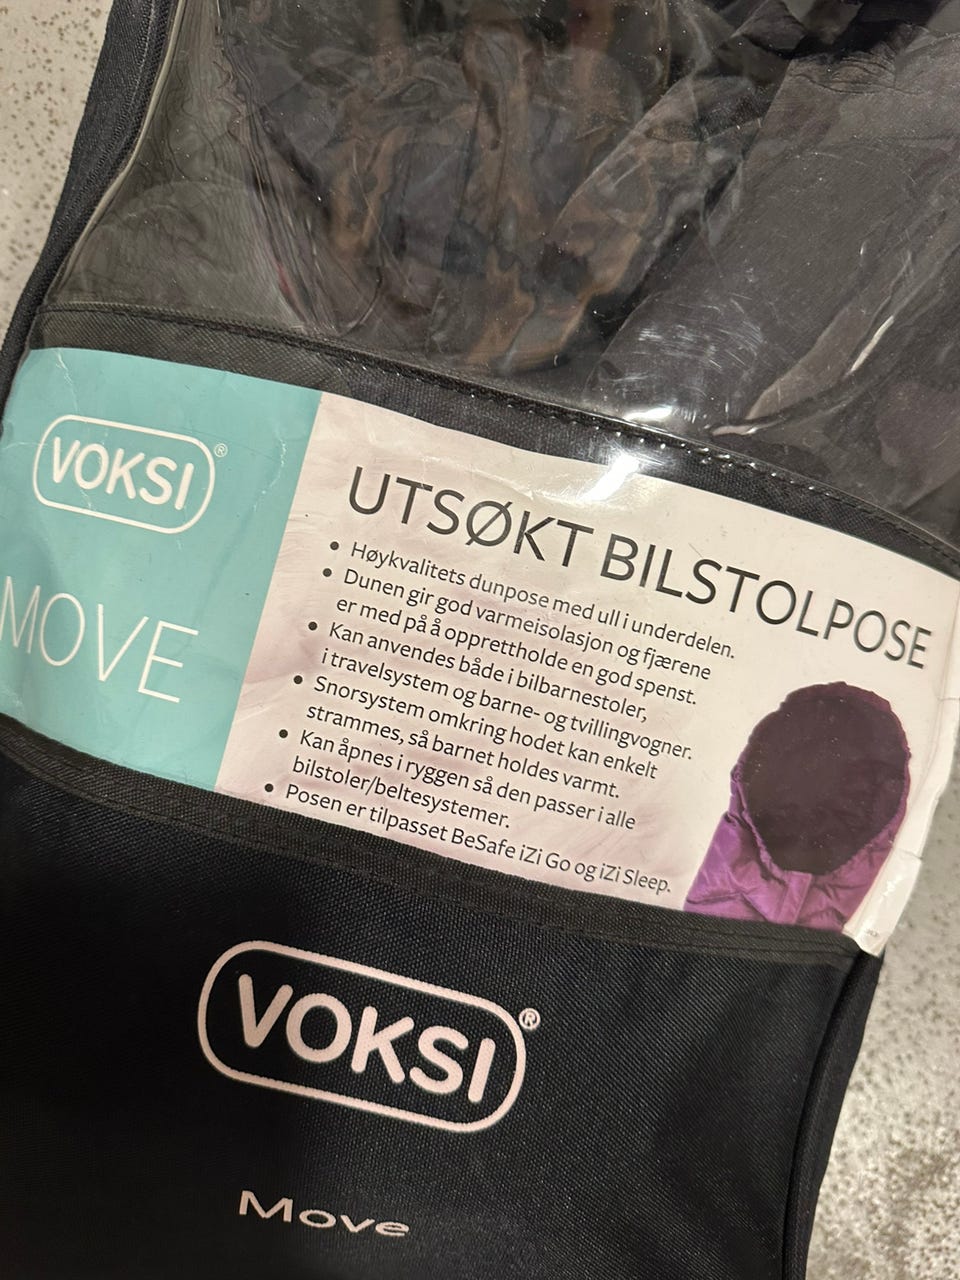 VOKSI®
MOVE
UTSØKT BILSTOLPOSE
• Høykvalitets dunpose med ull i underdelen.
• Dunen gir god varmeisolasjon og fjærene
er med på å opprettholde en god spenst.
• Kan anvendes både i bilbarnestoler,
i travelsystem og barne- og tvillingvogner.
• Snorsystem omkring hodet kan enkelt
strammes, så barnet holdes varmt.
• Kan åpnes i ryggen så den passer i alle
bilstoler/beltesystemer.
• Posen er tilpasset BeSafe iZi Go og iZi Sleep.
VOKSI®
Move